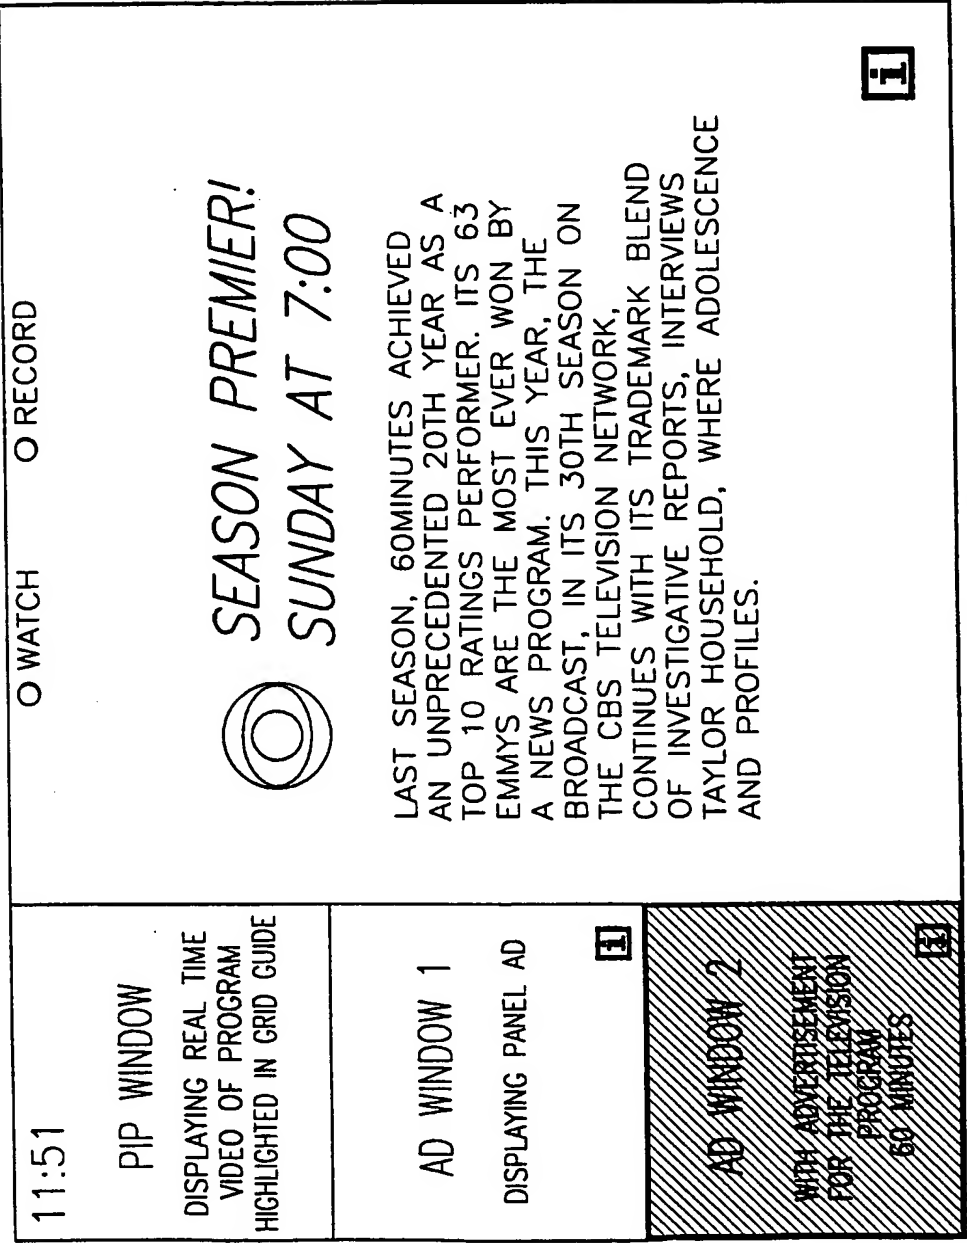 11:51
PIP WINDOW
DISPLAYING REAL TIME
VIDEO OF PROGRAM
HIGHLIGHTED IN GRID GUIDE
AD WINDOW 1
DISPLAYING PANEL AD
i
AD WINDOW 2
WITH ADVERTISEMENT
FOR THE TELEVISION
PROGRAM
60 MINUTES
i
O WATCH O RECORD
SEASON PREMIER!
SUNDAY AT 7:00
LAST SEASON, 60MINUTES ACHIEVED
AN UNPRECEDENTED 20TH YEAR AS A
TOP 10 RATINGS PERFORMER. ITS 63
EMMYS ARE THE MOST EVER WON BY
A NEWS PROGRAM. THIS YEAR, THE
BROADCAST, IN ITS 30TH SEASON ON
THE CBS TELEVISION NETWORK,
CONTINUES WITH ITS TRADEMARK BLEND
OF INVESTIGATIVE REPORTS, INTERVIEWS
TAYLOR HOUSEHOLD, WHERE ADOLESCENCE
AND PROFILES.
i